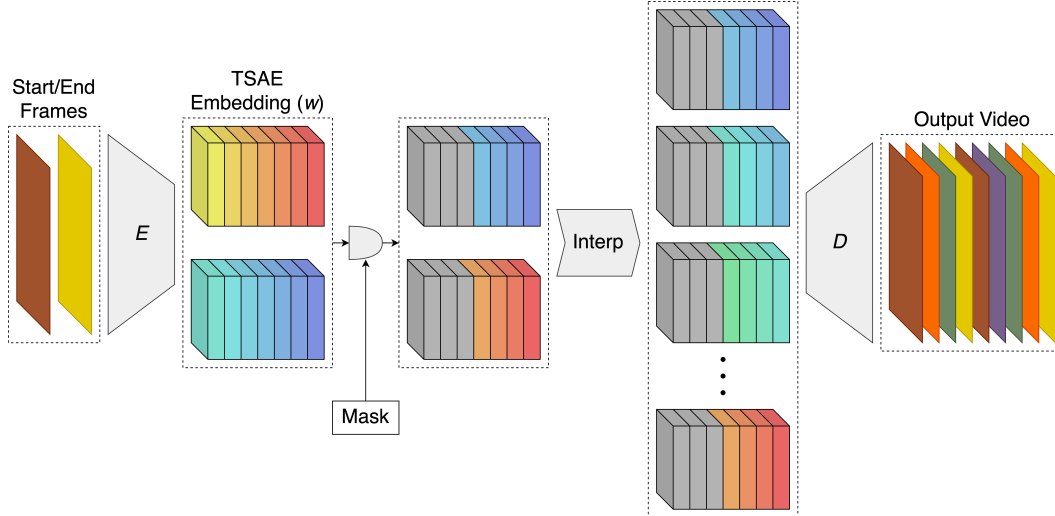 Start/End
Frames
E
TSAE
Embedding (w)
Mask
Interp
D
Output Video